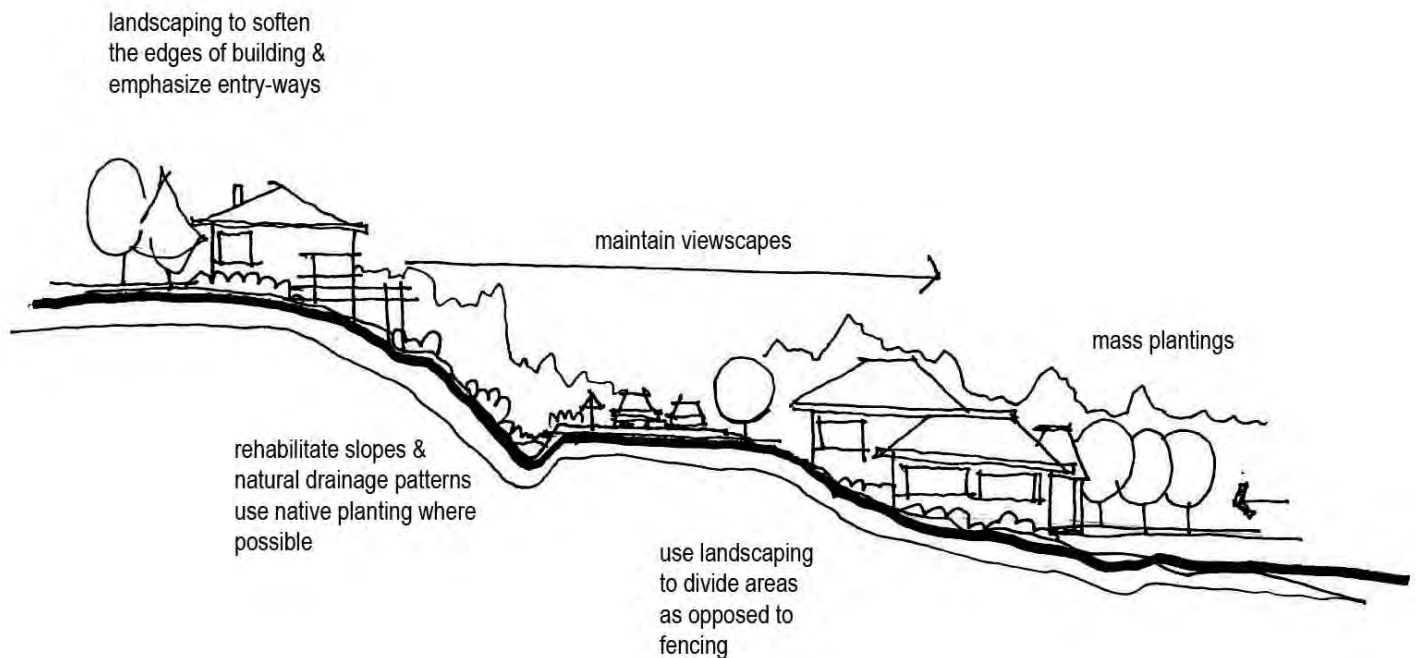 landscaping to soften
the edges of building &
emphasize entry-ways
maintain viewscapes
mass plantings
rehabilitate slopes &
natural drainage patterns
use native planting where
possible
use landscaping
to divide areas
as opposed to
fencing